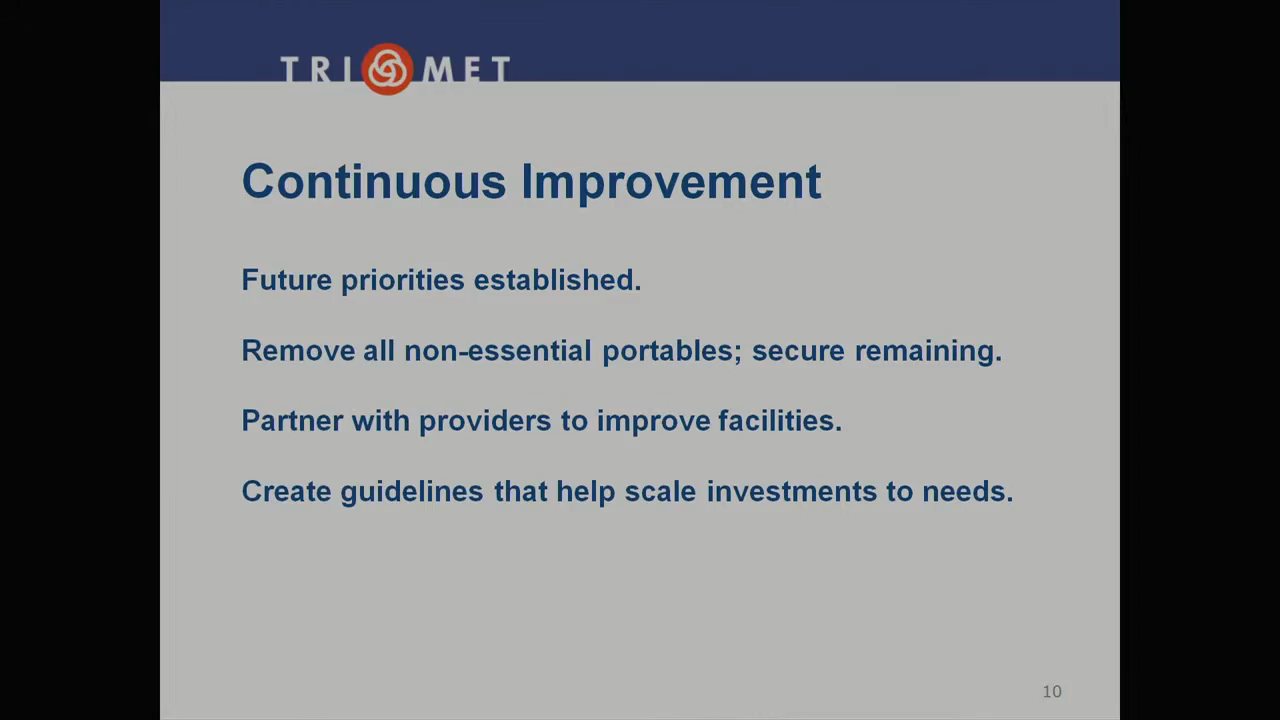 TRI MET
Continuous Improvement
Future priorities established.
Remove all non-essential portables; secure remaining.
Partner with providers to improve facilities.
Create guidelines that help scale investments to needs.
10